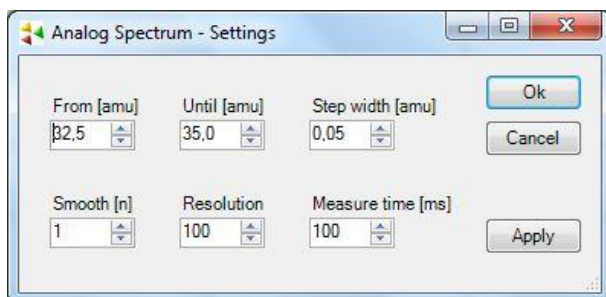 Analog Spectrum - Settings
From [amu] Until [amu] Step width [amu] Ok
32,5 35,0 0,05 Cancel
Smooth [n] Resolution Measure time [ms]
1 100 100 Apply